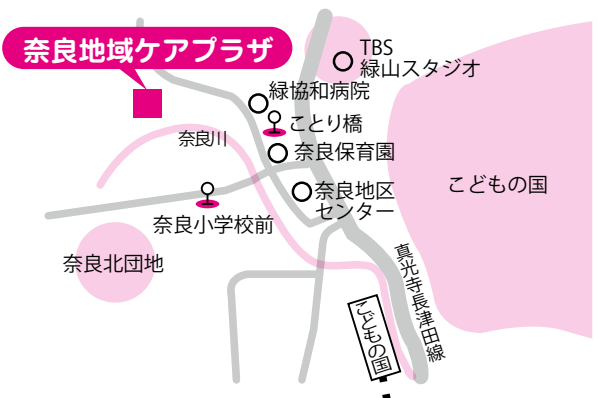 奈良地域ケアプラザ
TBS
緑山スタジオ
緑協和病院
ことり橋
奈良川
奈良保育園
こどもの国
奈良地区
センター
奈良小学校前
奈良北団地
真光寺長津田線
こどもの国